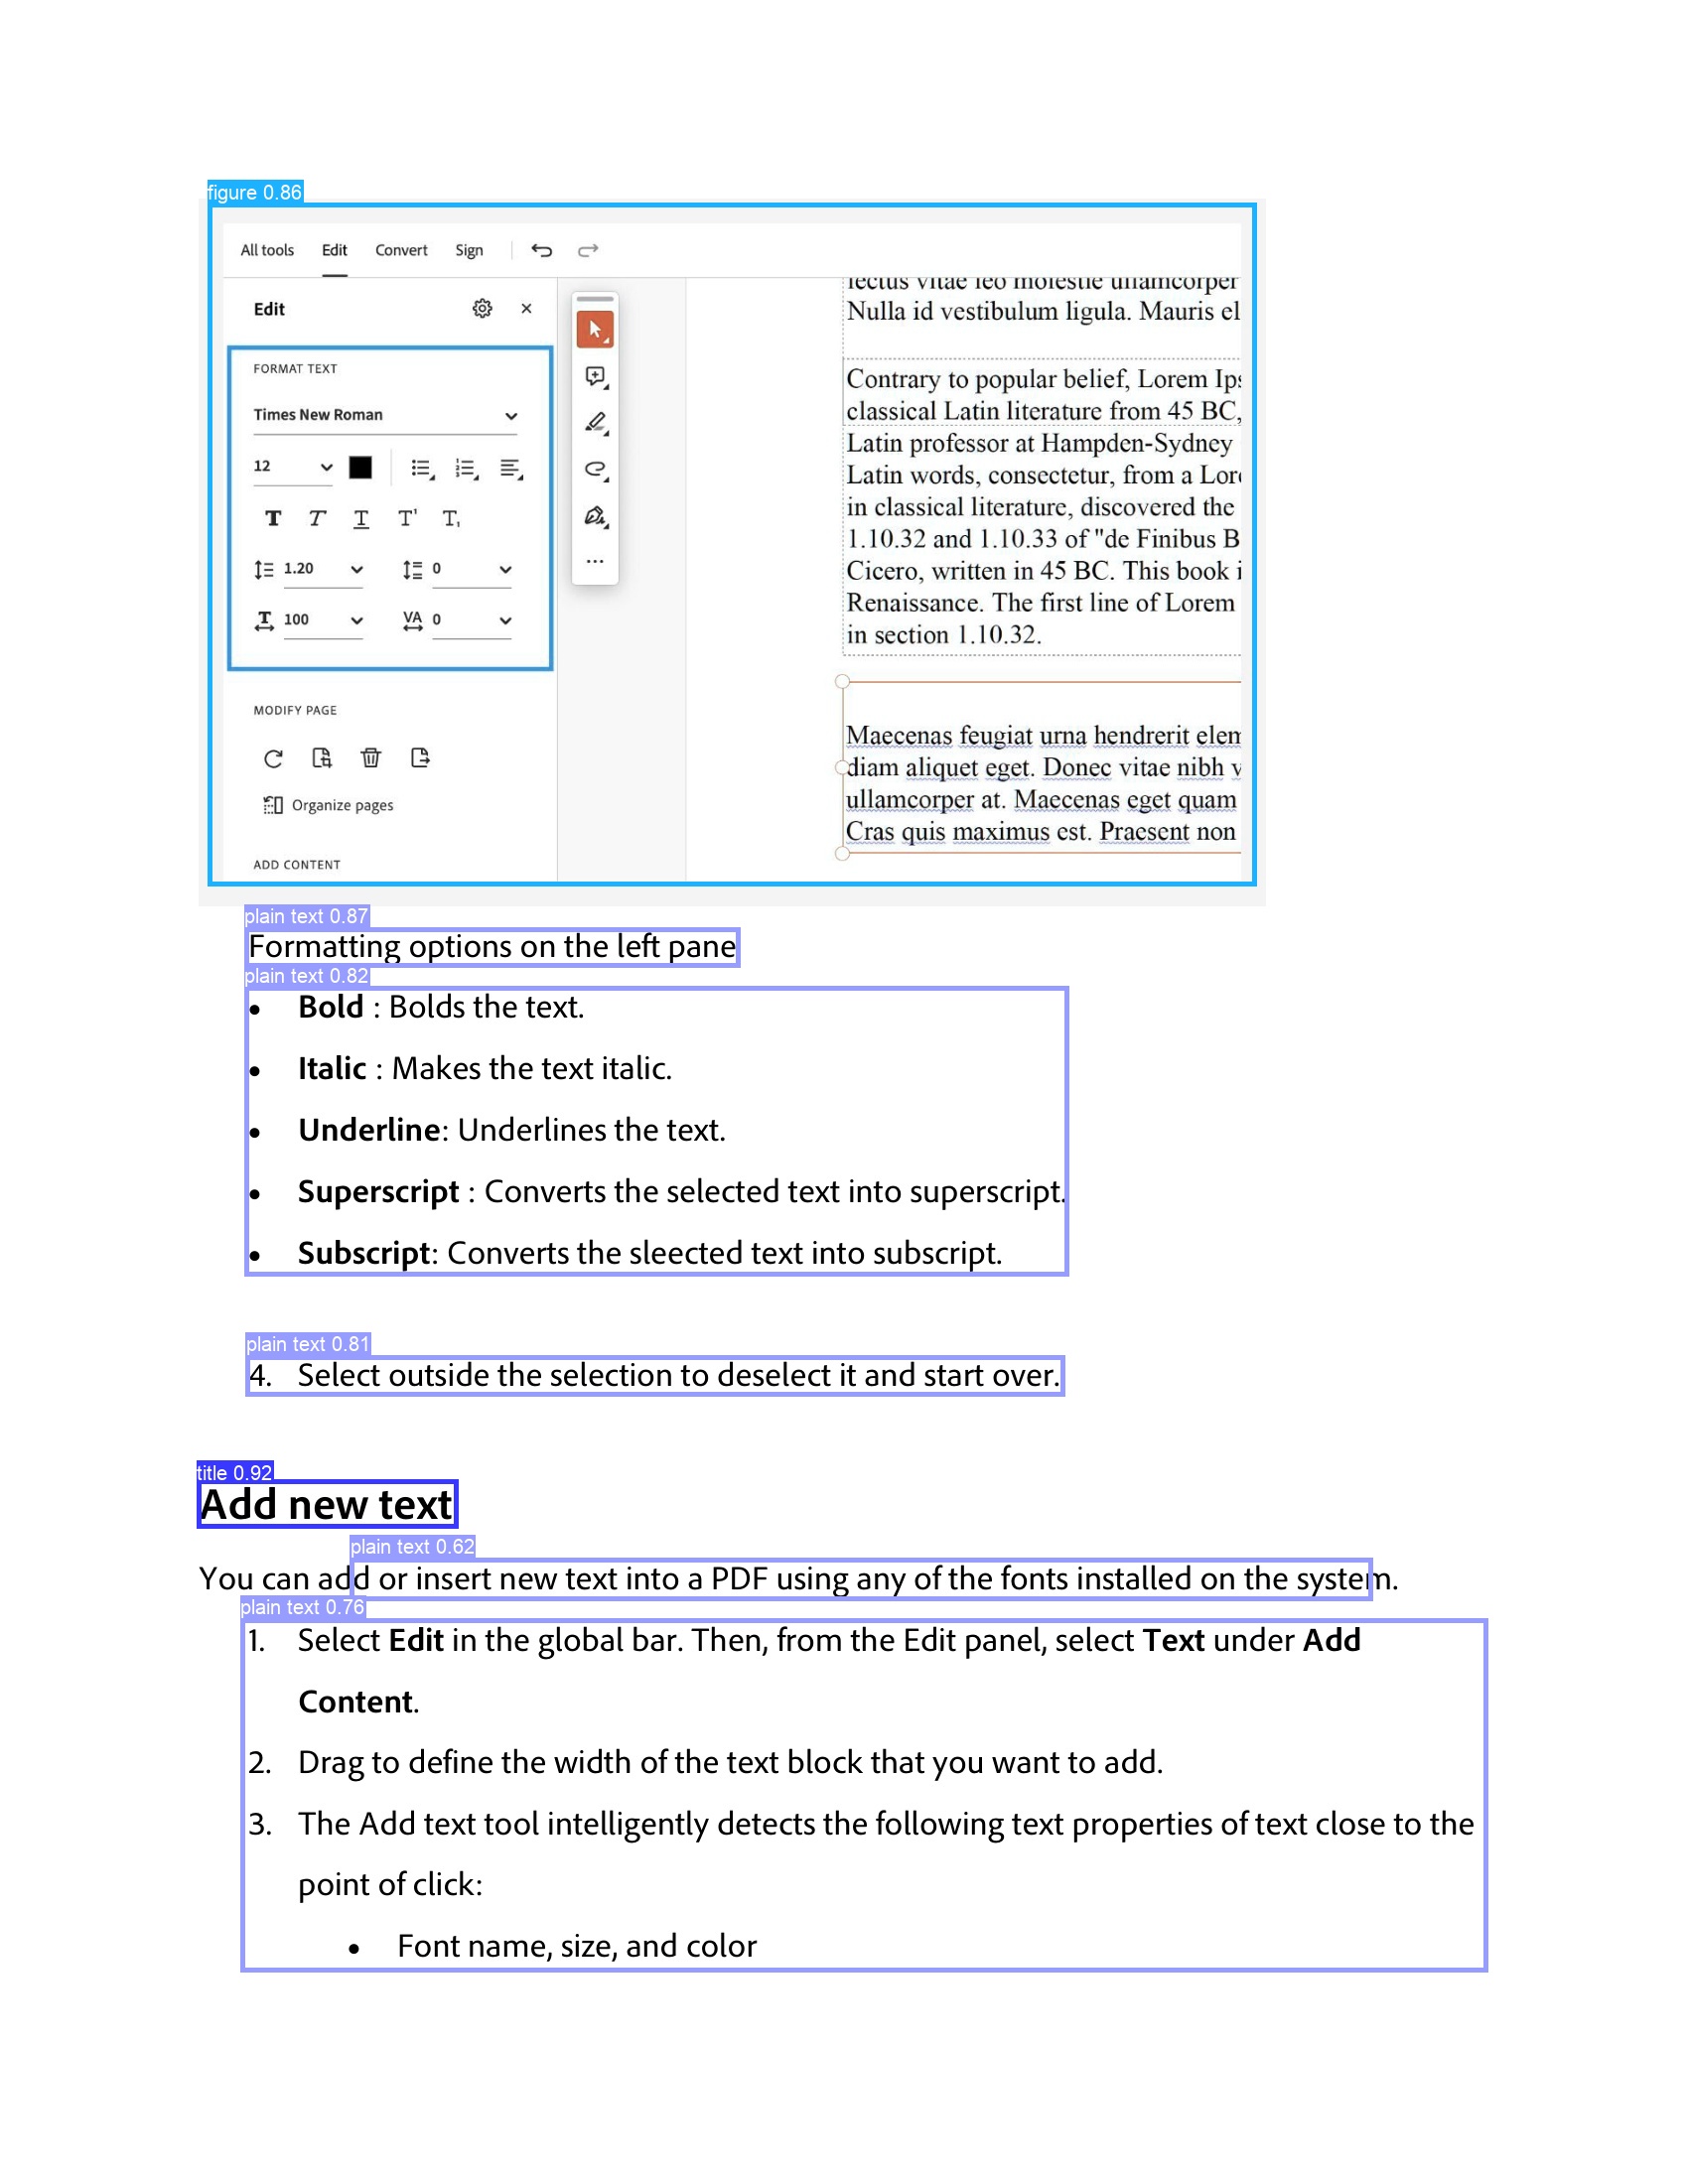 figure 0.86
All tools Edit Convert Sign
Edit
FORMAT TEXT
Times New Roman
12
T T T T' T,
1.20 0
T 100 VA 0
MODIFY PAGE
Organize pages
ADD CONTENT
lectus vitae leo molestie ullamcorper
Nulla id vestibulum ligula. Mauris el
Contrary to popular belief, Lorem Ips
classical Latin literature from 45 BC,
Latin professor at Hampden-Sydney
Latin words, consectetur, from a Lore
in classical literature, discovered the
1.10.32 and 1.10.33 of "de Finibus B
Cicero, written in 45 BC. This book i
Renaissance. The first line of Lorem
in section 1.10.32.
Maecenas feugiat urna hendrerit elem
diam aliquet eget. Donec vitae nibh v
ullamcorper at. Maecenas eget quam
Cras quis maximus est. Praesent non
plain text 0.87
Formatting options on the left pane
plain text 0.82
• Bold : Bolds the text.
• Italic : Makes the text italic.
• Underline: Underlines the text.
• Superscript : Converts the selected text into superscript.
• Subscript: Converts the sleected text into subscript.
plain text 0.81
4. Select outside the selection to deselect it and start over.
title 0.92
Add new text
plain text 0.62
You can add or insert new text into a PDF using any of the fonts installed on the system.
plain text 0.76
1. Select Edit in the global bar. Then, from the Edit panel, select Text under Add
Content.
2. Drag to define the width of the text block that you want to add.
3. The Add text tool intelligently detects the following text properties of text close to the
point of click:
• Font name, size, and color